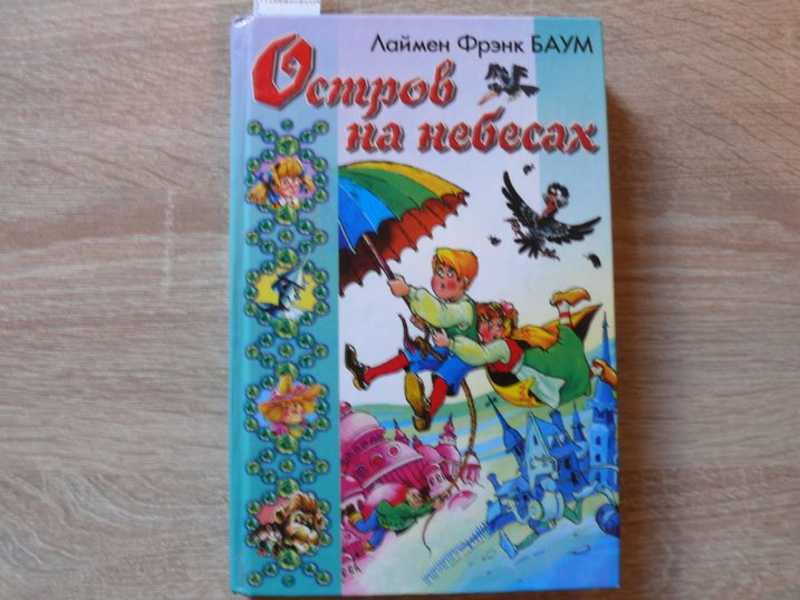 Лаймен Фрэнк БАУМ
Остров
на небесах